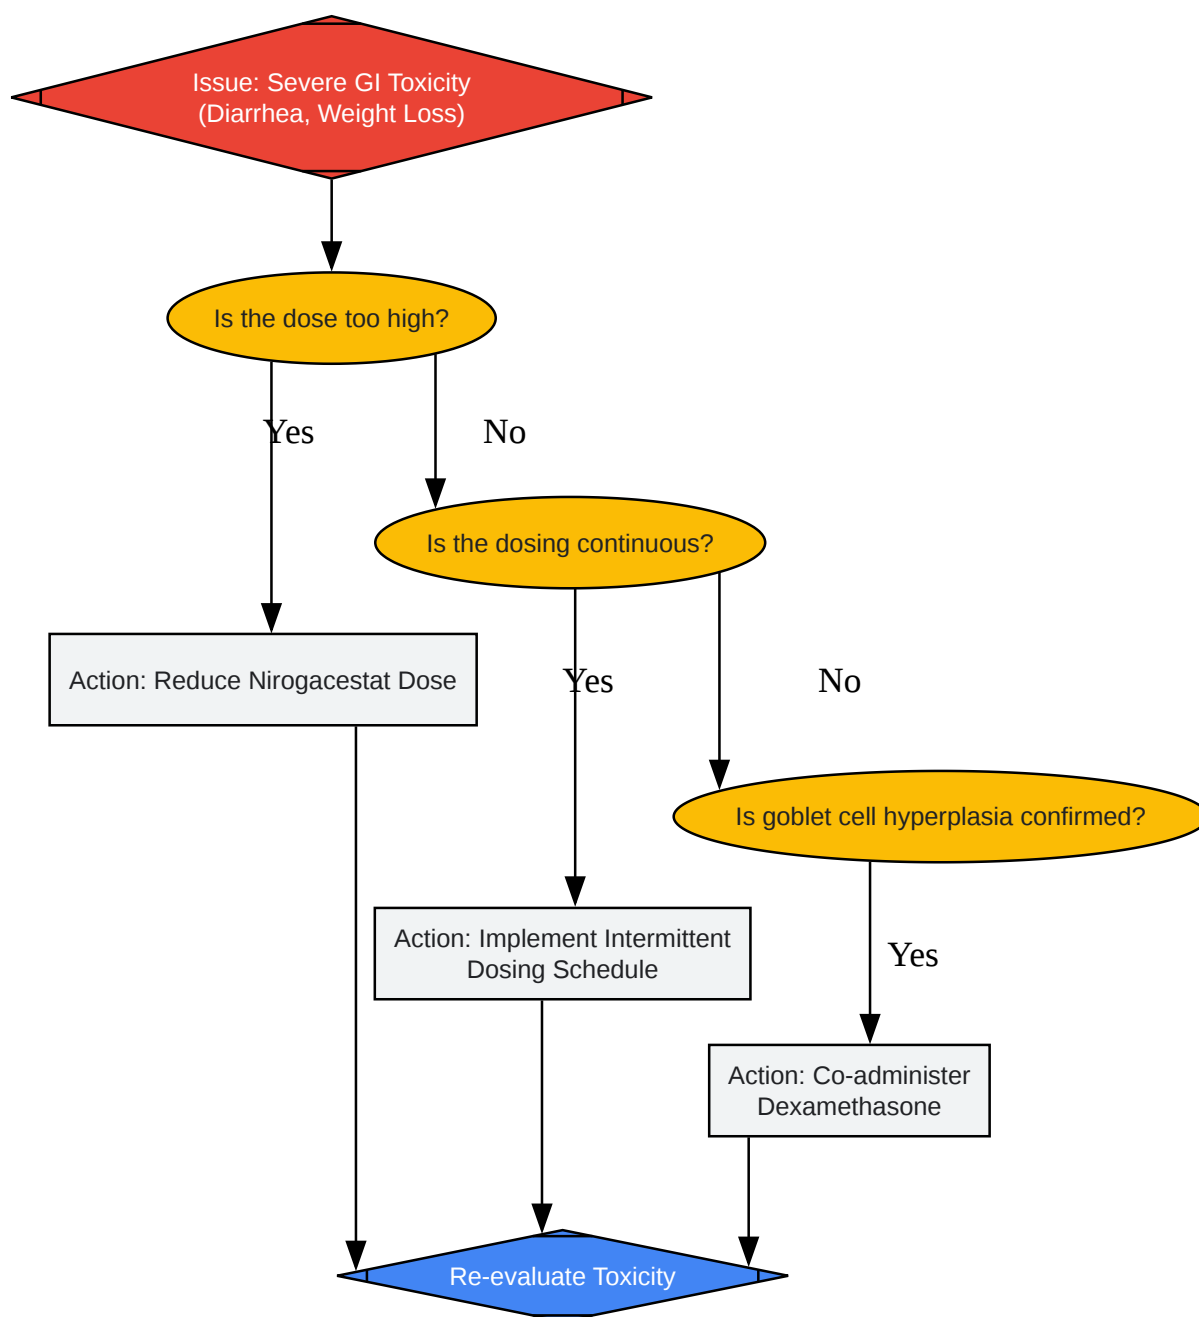 Issue: Severe GI Toxicity
(Diarrhea, Weight Loss)
Is the dose too high?
Yes
No
Is the dosing continuous?
Action: Reduce Nirogacestat Dose
Yes
No
Is goblet cell hyperplasia confirmed?
Action: Implement Intermittent
Dosing Schedule
Yes
Action: Co-administer
Dexamethasone
Re-evaluate Toxicity